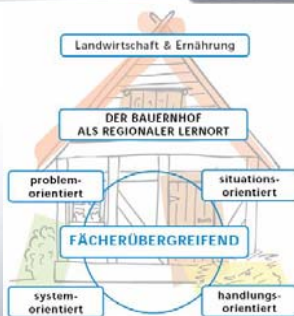 Landwirtschaft & Ernährung
DER BAUERNHOF
ALS REGIONALER LERNORT
problem-
orientiert
situations-
orientiert
FÄCHERÜBERGREIFEND
system-
orientiert
handlungs-
orientiert